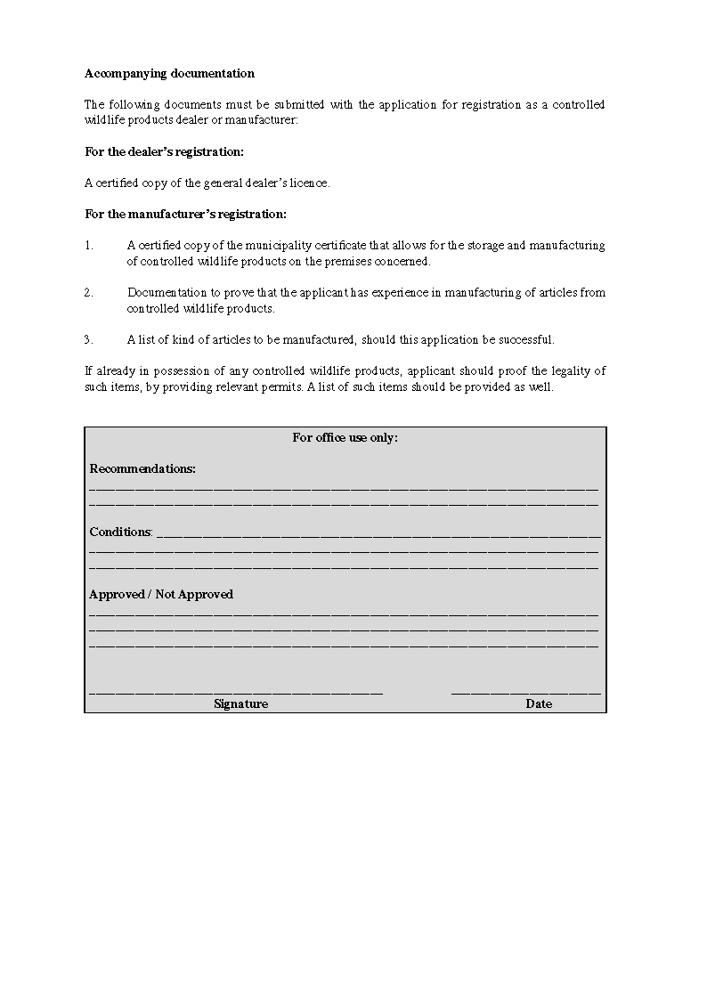 Accompanying documentation
The following documents must be submitted with the application for registration as a controlled
wildlife products dealer or manufacturer:
For the dealer's registration:
A certified copy of the general dealer's licence.
For the manufacturer's registration:
1. A certified copy of the municipality certificate that allows for the storage and manufacturing
of controlled wildlife products on the premises concerned.
2. Documentation to prove that the applicant has experience in manufacturing of articles from
controlled wildlife products.
3. A list of kind of articles to be manufactured, should this application be successful.
If already in possession of any controlled wildlife products, applicant should proof the legality of
such items, by providing relevant permits. A list of such items should be provided as well.
For office use only:
Recommendations:
Conditions:
Approved / Not Approved
Signature Date